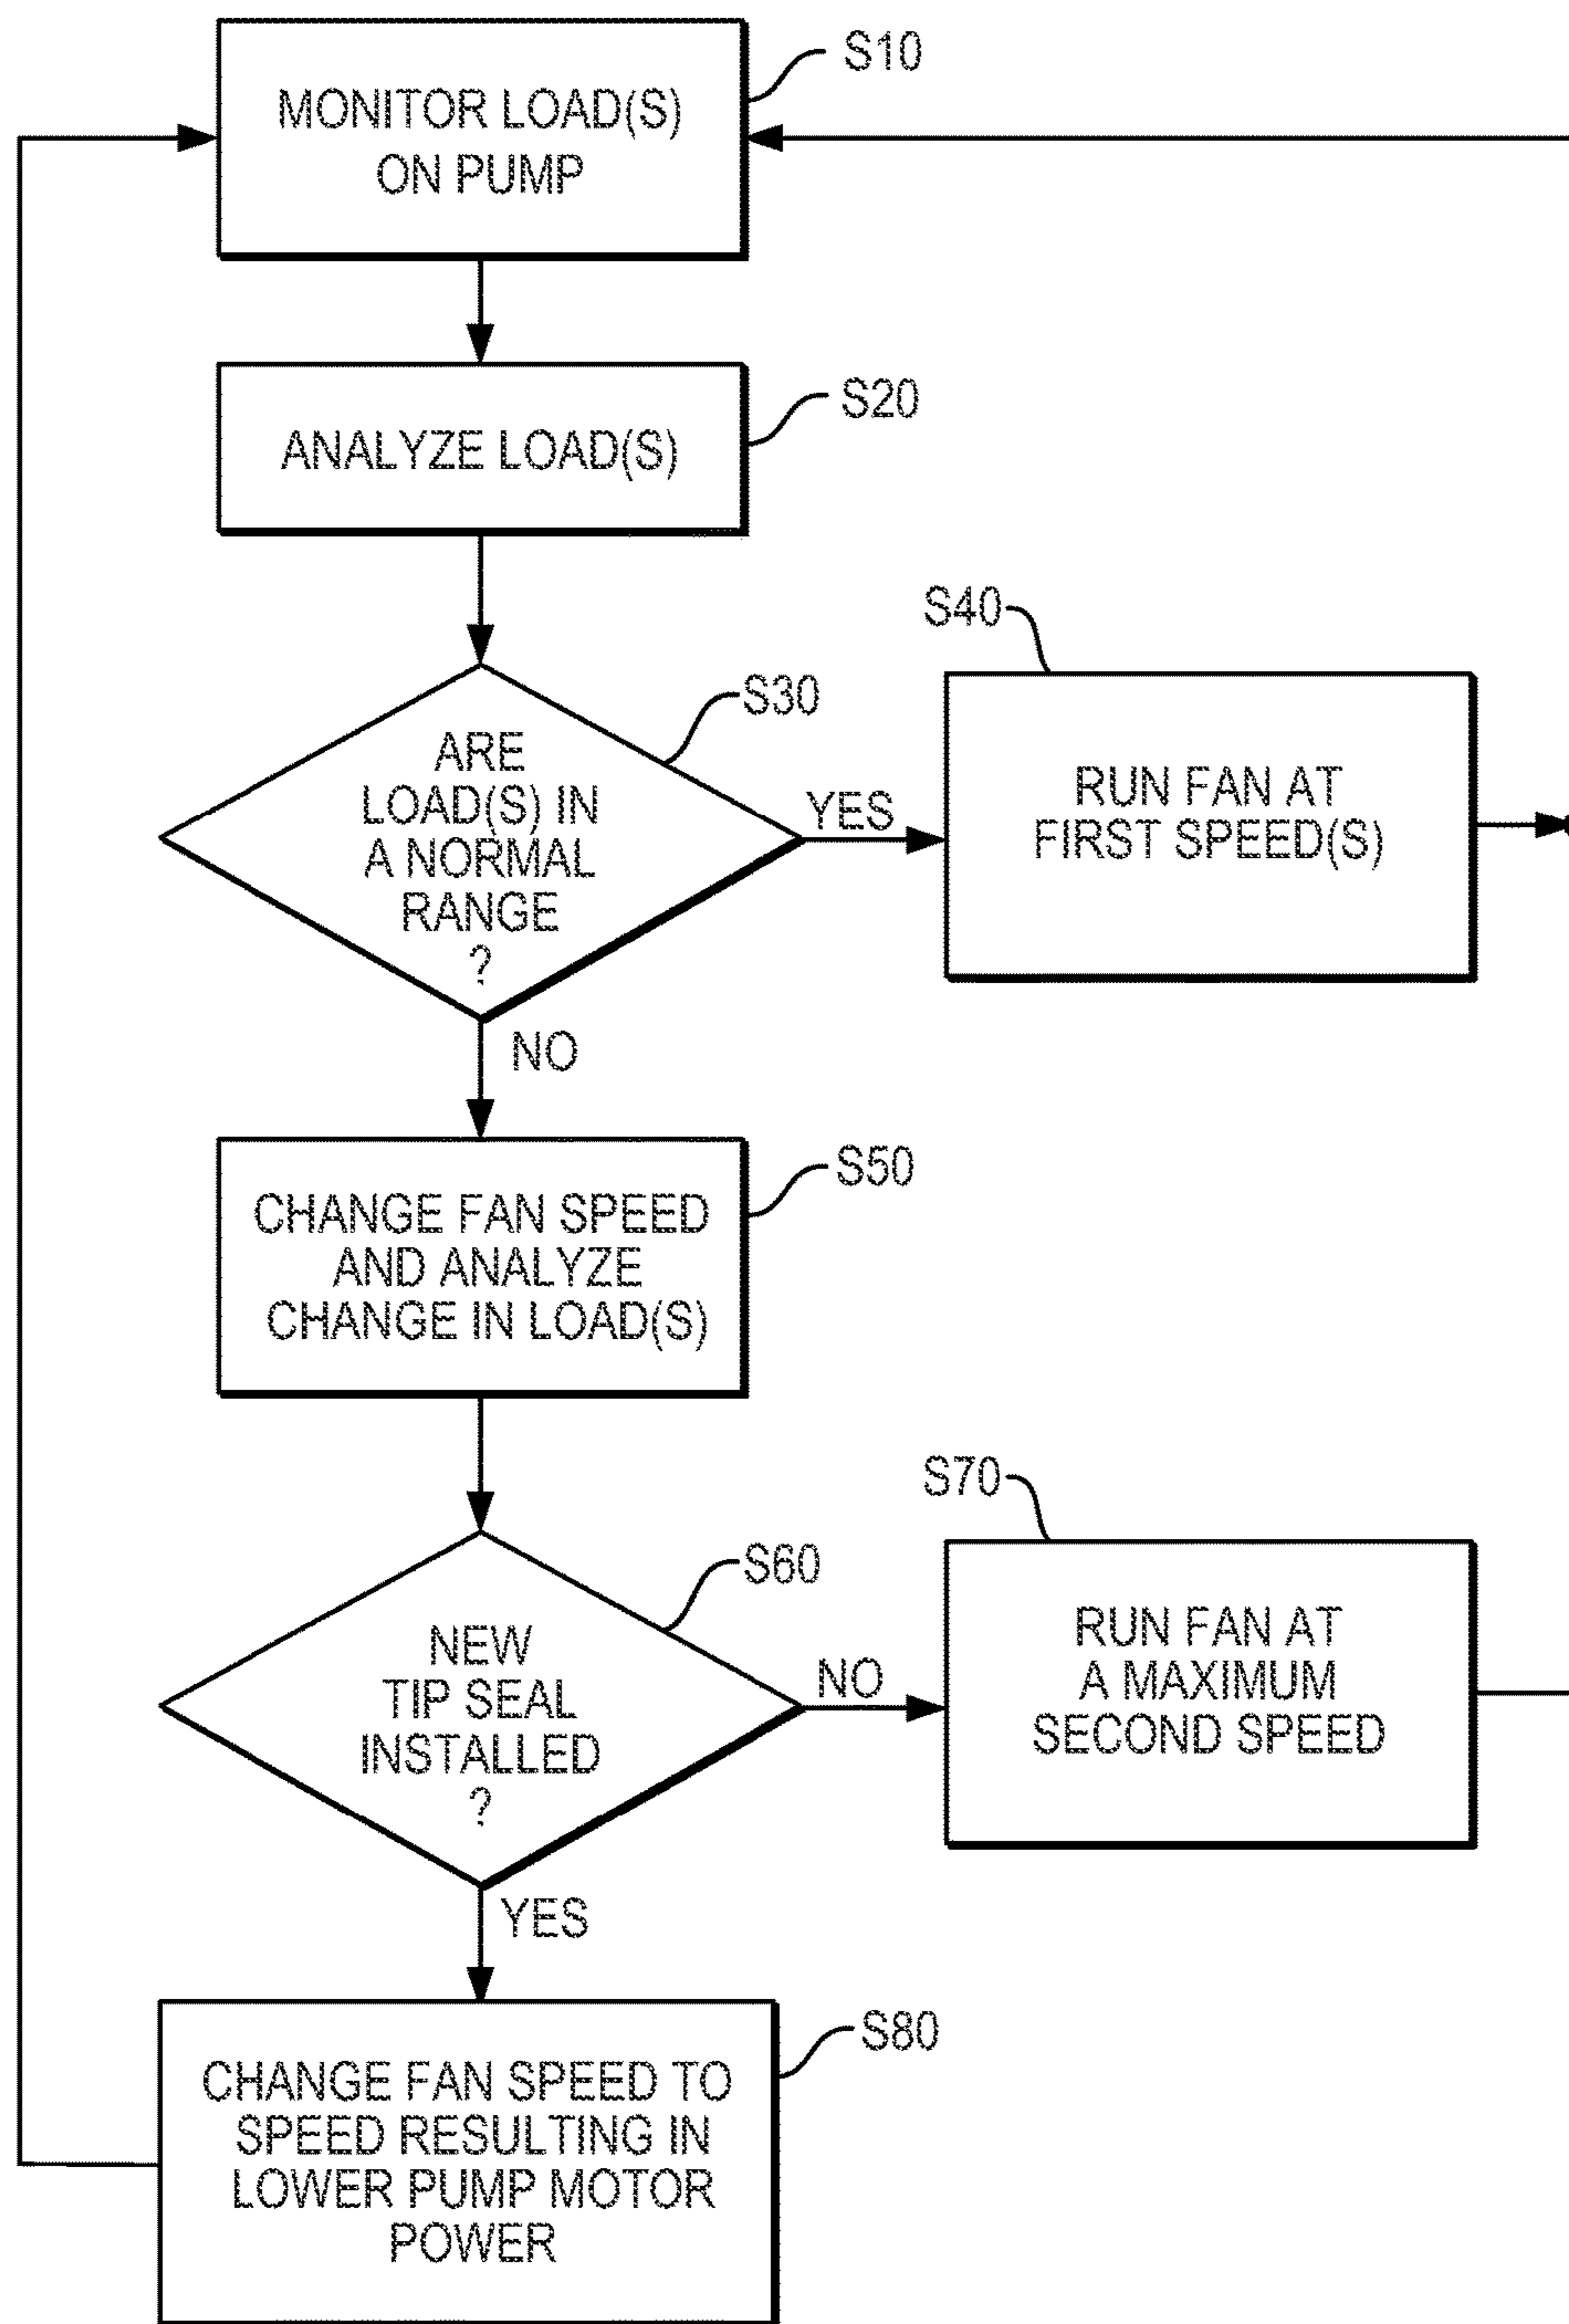 MONITOR LOAD(S)
ON PUMP
S10
ANALYZE LOAD(S)
S20
ARE
LOAD(S) IN
A NORMAL
RANGE
?
S30
YES
S40
RUN FAN AT
FIRST SPEED(S)
NO
CHANGE FAN SPEED
AND ANALYZE
CHANGE IN LOAD(S)
S50
NEW
TIP SEAL
INSTALLED
?
S60
NO
S70
RUN FAN AT
A MAXIMUM
SECOND SPEED
YES
CHANGE FAN SPEED TO
SPEED RESULTING IN
LOWER PUMP MOTOR
POWER
S80